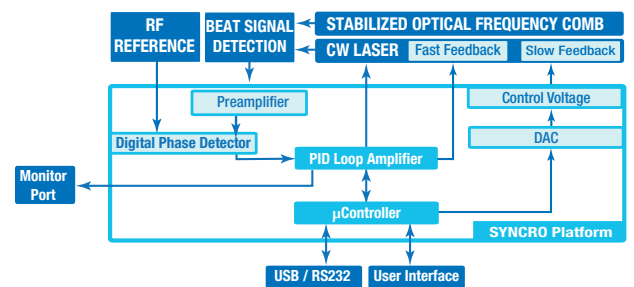 RF
REFERENCE
BEAT SIGNAL
DETECTION
STABILIZED OPTICAL FREQUENCY COMB
CW LASER
Fast Feedback
Slow Feedback
Preamplifier
Control Voltage
Digital Phase Detector
DAC
PID Loop Amplifier
Monitor
Port
µController
SYNCRO Platform
USB / RS232
User Interface